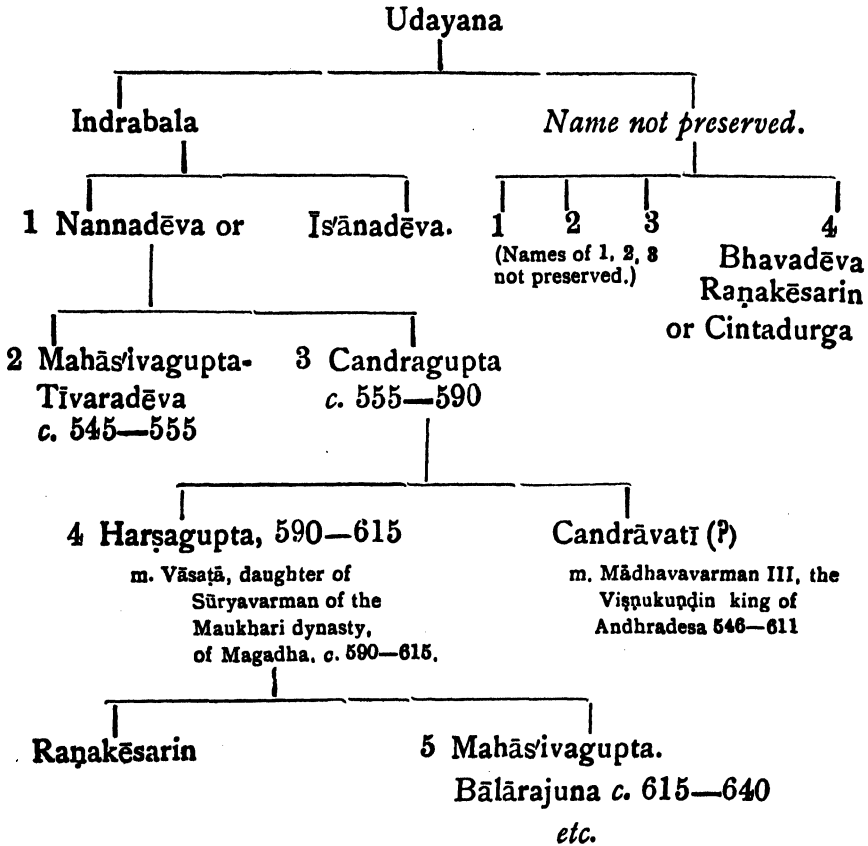 Udayana
Indrabala
Name not preserved.
1 Nannadēva or
Īs'ānadēva.
1 2 3 4
(Names of 1, 2, 3
not preserved.)
Bhavadēva
Raṇakēsarin
or Cintadurga
2 Mahās'ivagupta-
Tīvaradēva
c. 545—555
3 Candragupta
c. 555—590
4 Harṣagupta, 590—615
m. Vāsaṭā, daughter of
Sūryavarman of the
Maukhari dynasty,
of Magadha. c. 590—615.
Candrāvatī (?)
m. Mādhavavarman III, the
Viṣṇukuṇḍin king of
Andhradesa 546—611
Raṇakēsarin
5 Mahās'ivagupta.
Bālārajuna c. 615—640
etc.